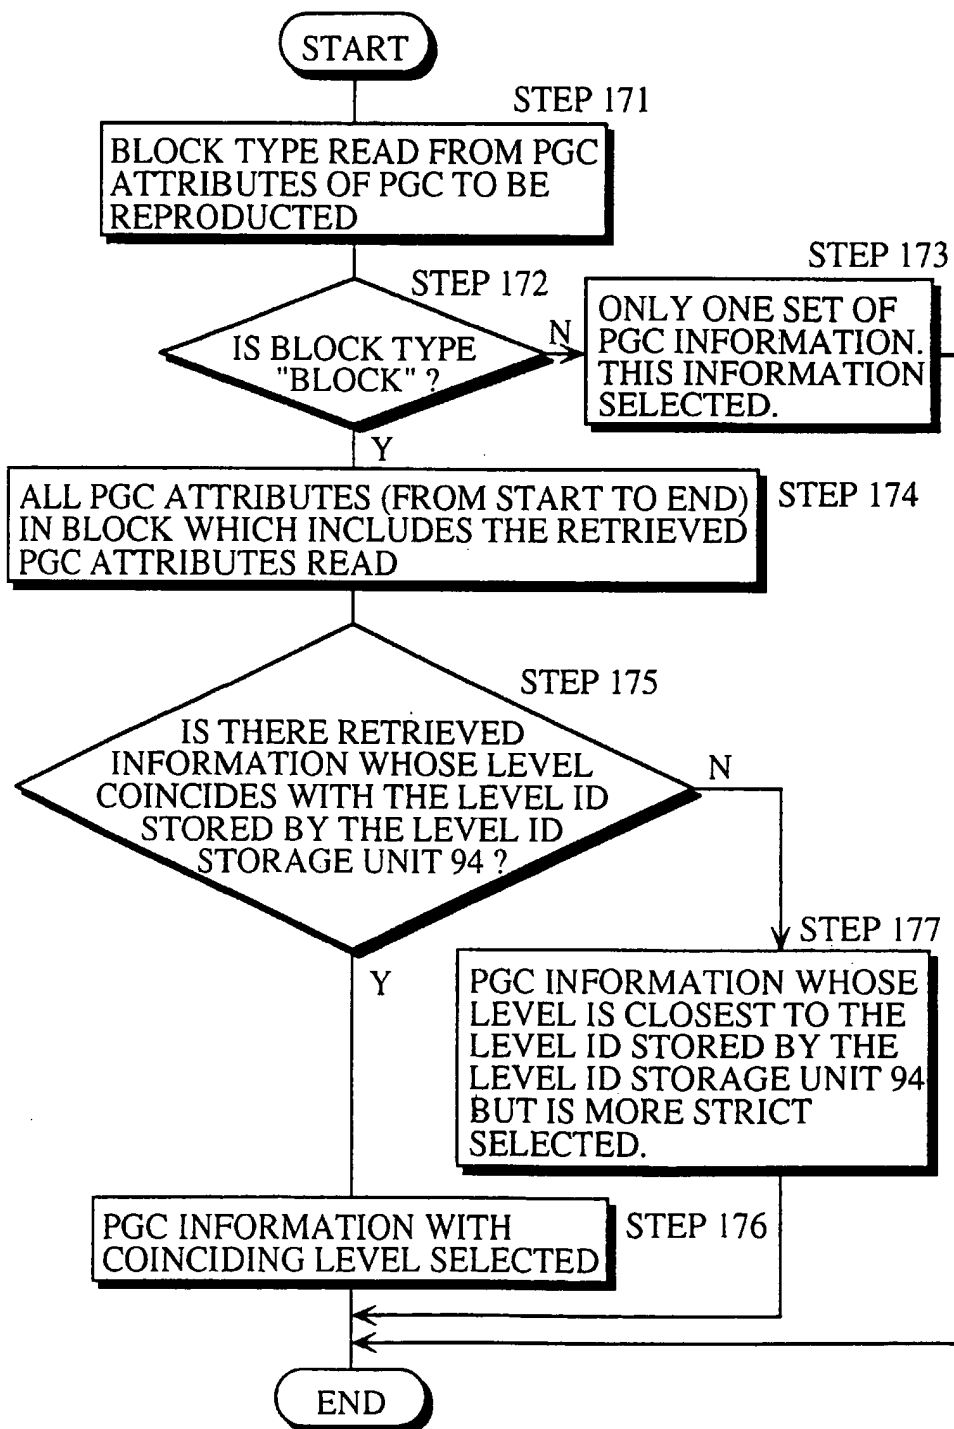 START
STEP 171
BLOCK TYPE READ FROM PGC
ATTRIBUTES OF PGC TO BE
REPRODUCTED
STEP 172
IS BLOCK TYPE
"BLOCK" ?
N
STEP 173
ONLY ONE SET OF
PGC INFORMATION.
THIS INFORMATION
SELECTED.
Y
ALL PGC ATTRIBUTES (FROM START TO END)
IN BLOCK WHICH INCLUDES THE RETRIEVED
PGC ATTRIBUTES READ
STEP 174
STEP 175
IS THERE RETRIEVED
INFORMATION WHOSE LEVEL
COINCIDES WITH THE LEVEL ID
STORED BY THE LEVEL ID
STORAGE UNIT 94 ?
N
Y
STEP 177
PGC INFORMATION WHOSE
LEVEL IS CLOSEST TO THE
LEVEL ID STORED BY THE
LEVEL ID STORAGE UNIT 94
BUT IS MORE STRICT
SELECTED.
PGC INFORMATION WITH
COINCIDING LEVEL SELECTED
STEP 176
END